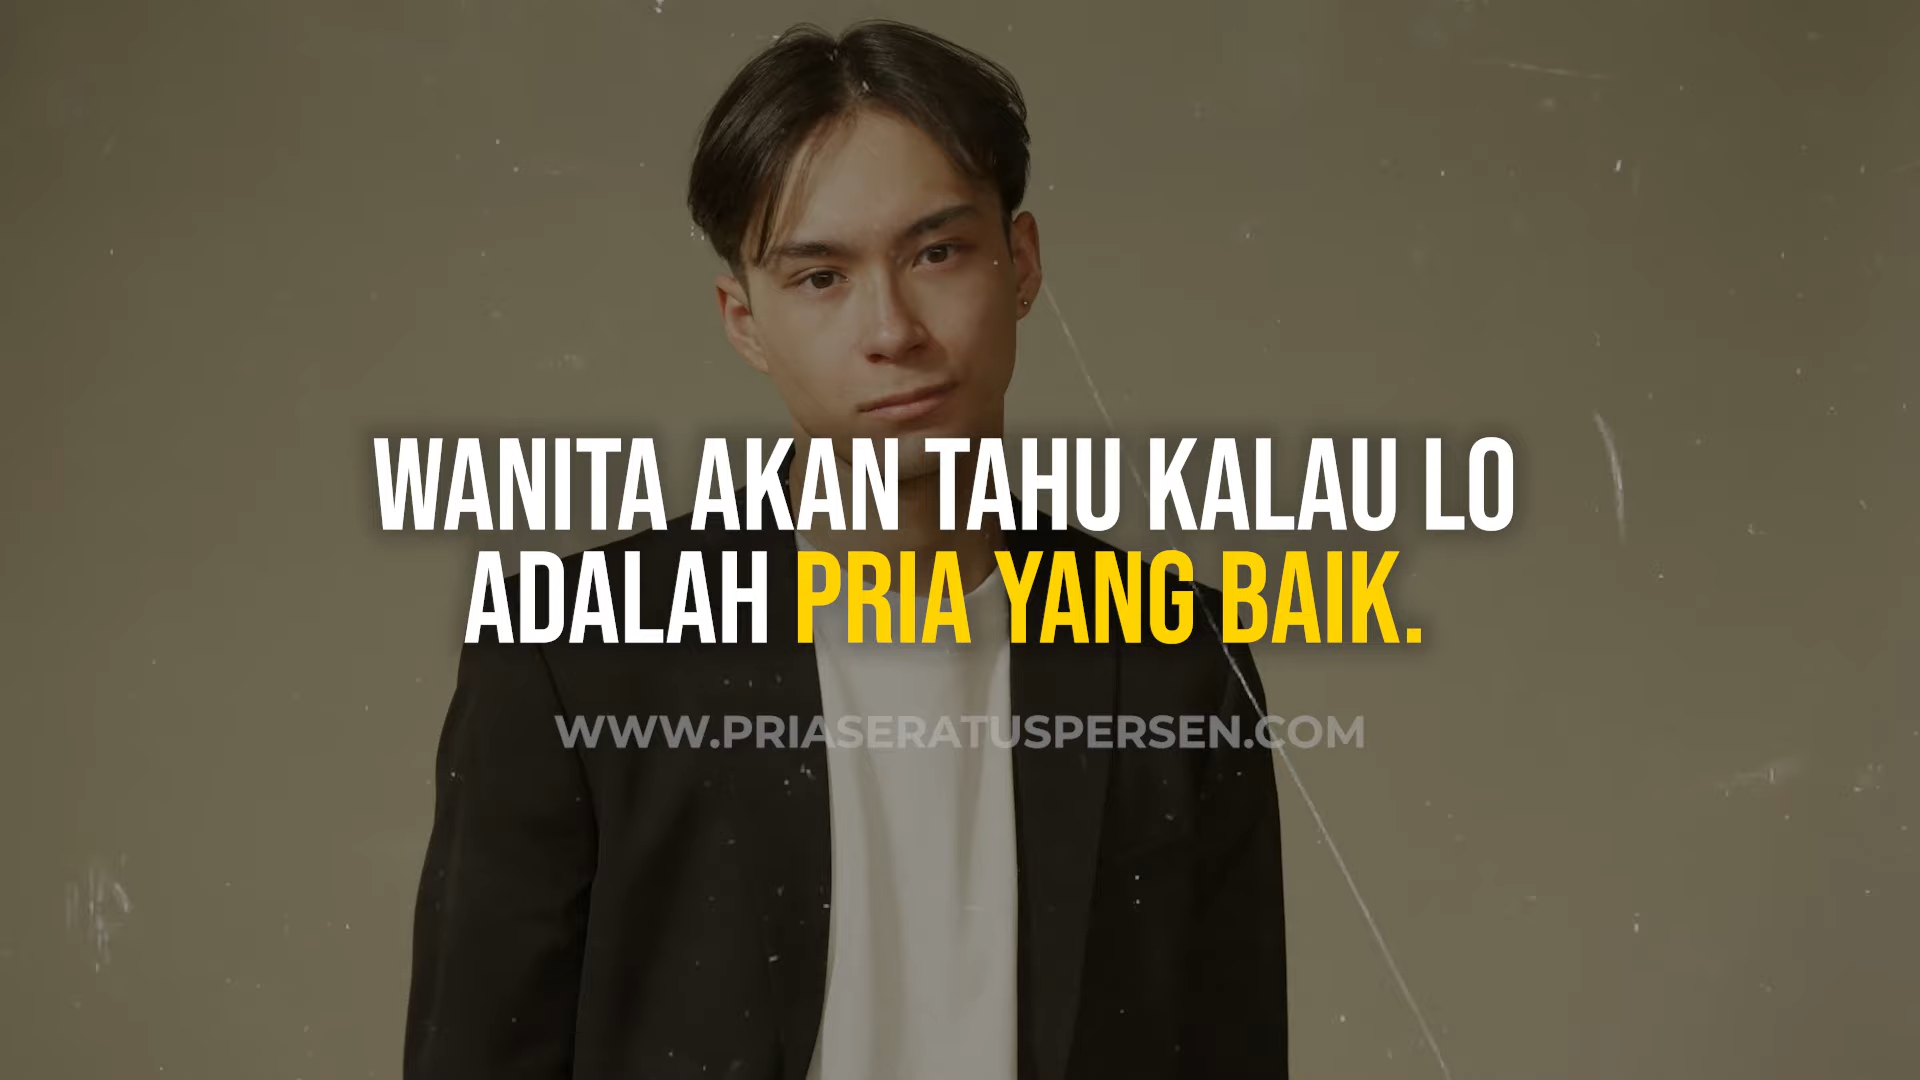 WANITA AKAN TAHU KALAU LO
ADALAH PRIA YANG BAIK.
WWW.PRIASERATUSPERSEN.COM